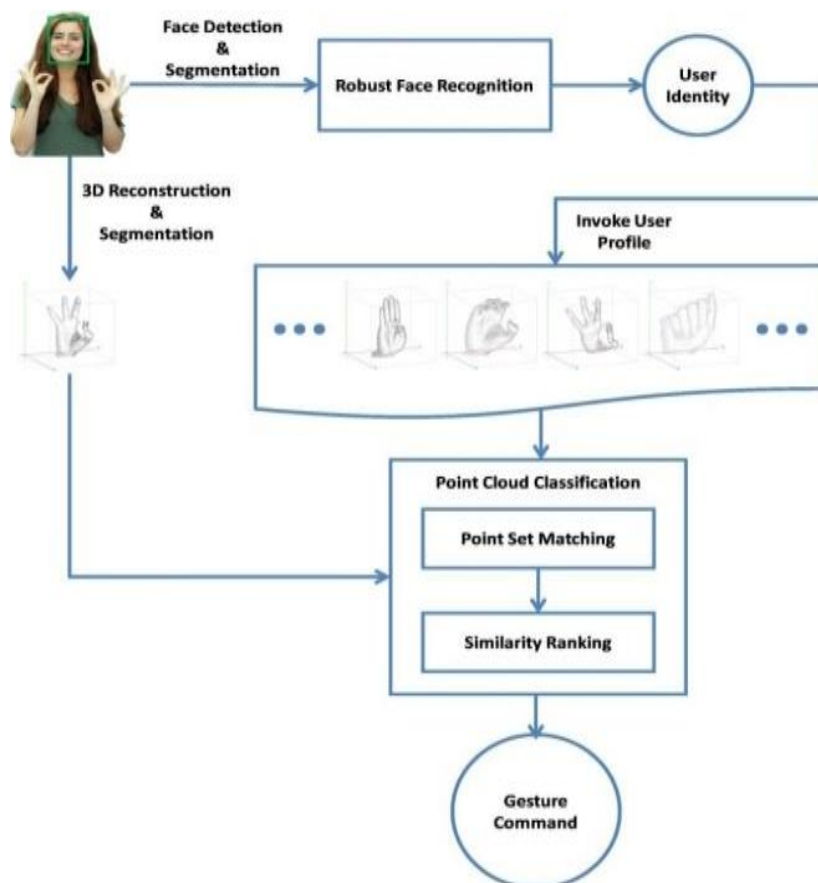 Face Detection
&
Segmentation
Robust Face Recognition
User
Identity
3D Reconstruction
&
Segmentation
Invoke User
Profile
Point Cloud Classification
Point Set Matching
Similarity Ranking
Gesture
Command